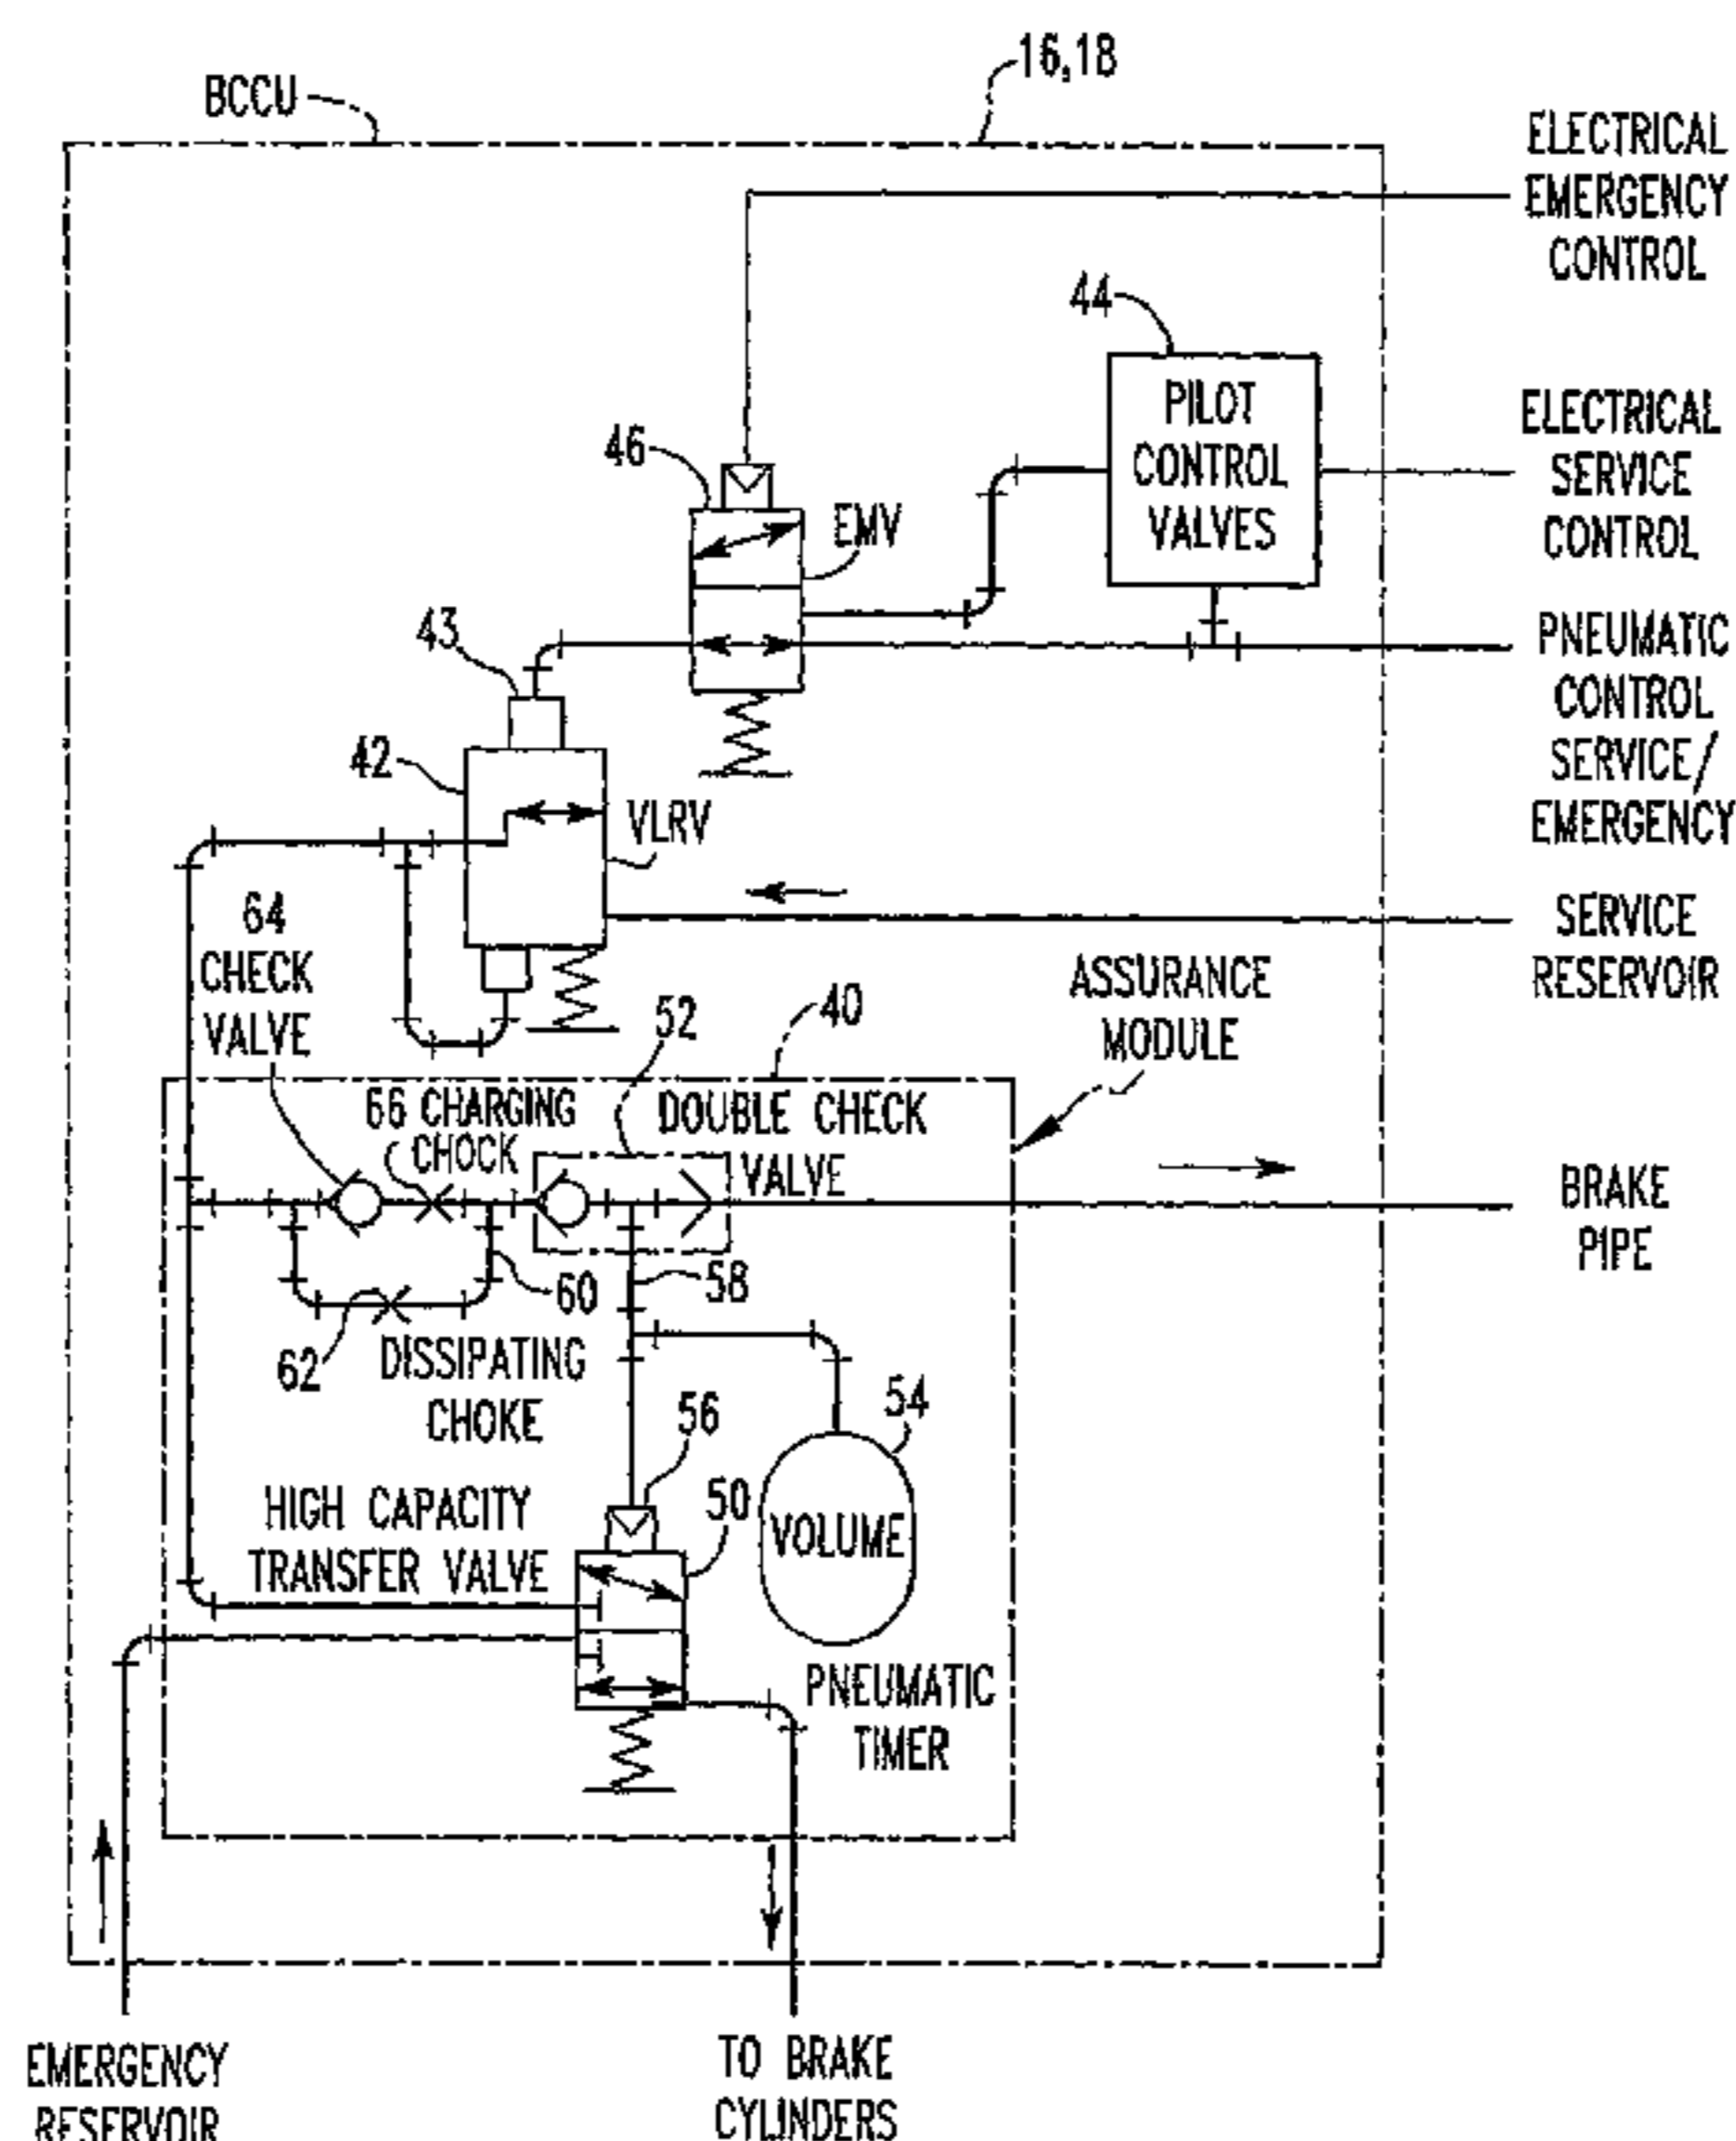 BCCU
16,18
ELECTRICAL
EMERGENCY
CONTROL
44
PILOT
CONTROL
VALVES
ELECTRICAL
SERVICE
CONTROL
46
EMV
43
PNEUMATIC
CONTROL
SERVICE/
EMERGENCY
42
VLRV
64
CHECK
VALVE
SERVICE
RESERVOIR
ASSURANCE
MODULE
52
40
66 CHARGING
CHOCK
DOUBLE CHECK
VALVE
BRAKE
PIPE
60
58
62
DISSIPATING
CHOKE
56
54
50
HIGH CAPACITY
TRANSFER VALVE
VOLUME
PNEUMATIC
TIMER
EMERGENCY
RESERVOIR
TO BRAKE
CYLINDERS